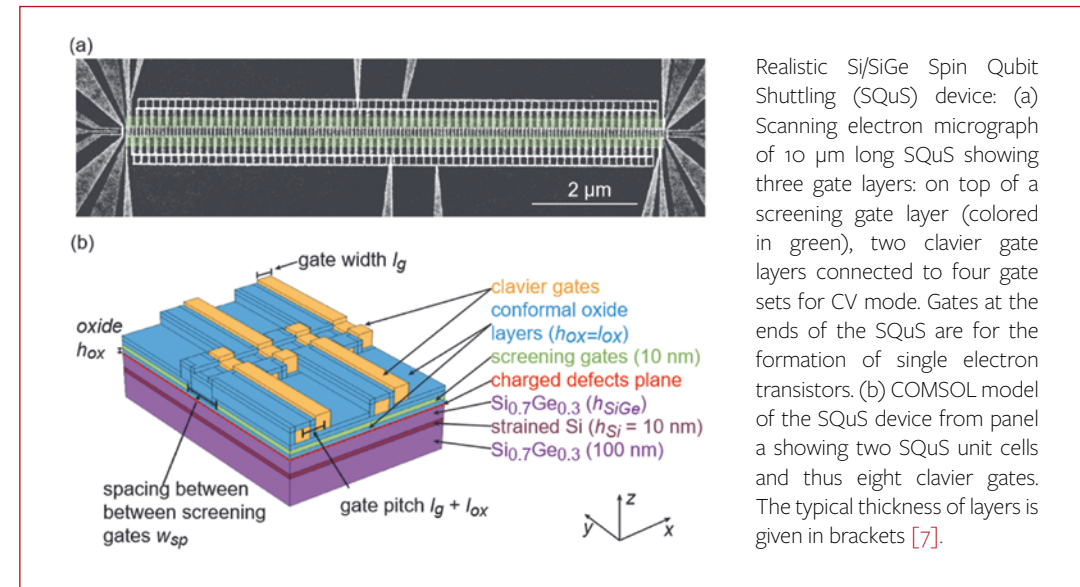 (a)
2 µm
(b)
gate width lg
clavier gates
conformal oxide
layers (hox=lox)
screening gates (10 nm)
charged defects plane
Si0.7Ge0.3 (hSiGe)
strained Si (hSi = 10 nm)
Si0.7Ge0.3 (100 nm)
oxide
hox
spacing between
between screening
gates wsp
gate pitch lg + lox
z
y
x
Realistic Si/SiGe Spin Qubit
Shuttling (SQuS) device: (a)
Scanning electron micrograph
of 10 µm long SQuS showing
three gate layers: on top of a
screening gate layer (colored
in green), two clavier gate
layers connected to four gate
sets for CV mode. Gates at the
ends of the SQuS are for the
formation of single electron
transistors. (b) COMSOL model
of the SQuS device from panel
a showing two SQuS unit cells
and thus eight clavier gates.
The typical thickness of layers is
given in brackets [7].